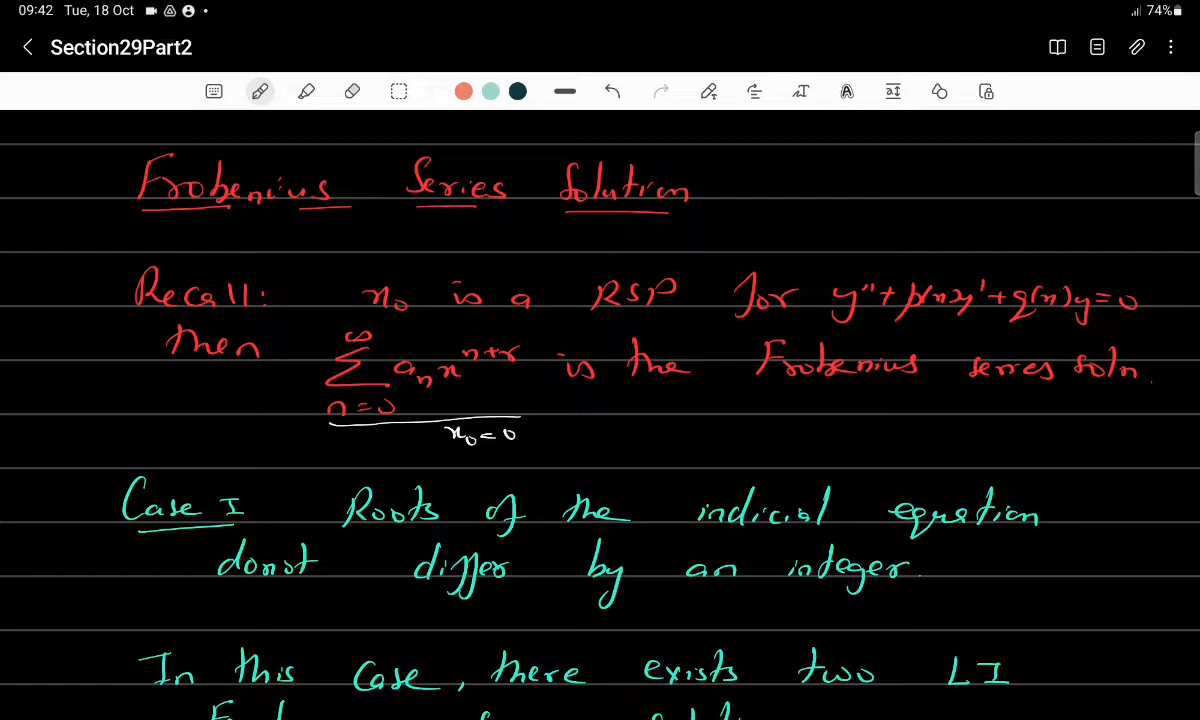 09:42 Tue, 18 Oct
74%
Section29Part2
Frobenius Series Solution
Recall: x₀ is a RSP for y''+p(x)y'+q(x)y=0
then ∑_{n=0}^{∞} aₙx^{n+r} is the Frobenius series soln.
x₀=0
Case I Roots of the indicial equation
donot differ by an integer.
In this case, there exists two LI